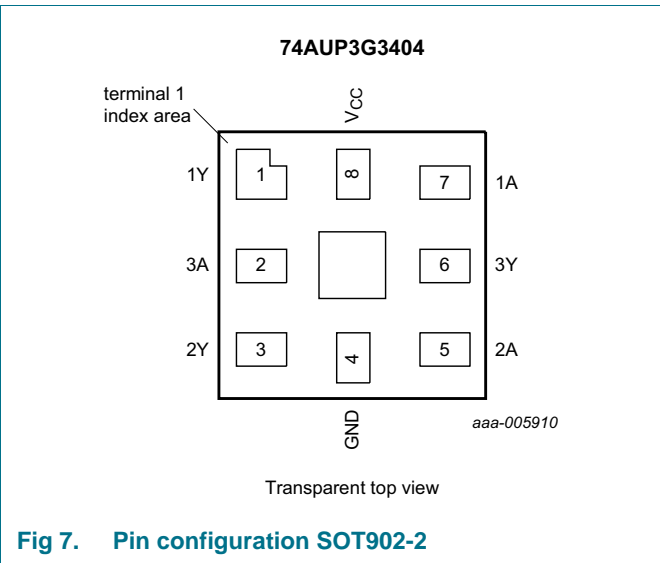 74AUP3G3404
terminal 1
index area
VCC
1Y 1 8 7 1A
3A 2 6 3Y
2Y 3 4 5 2A
GND
aaa-005910
Transparent top view
Fig 7. Pin configuration SOT902-2